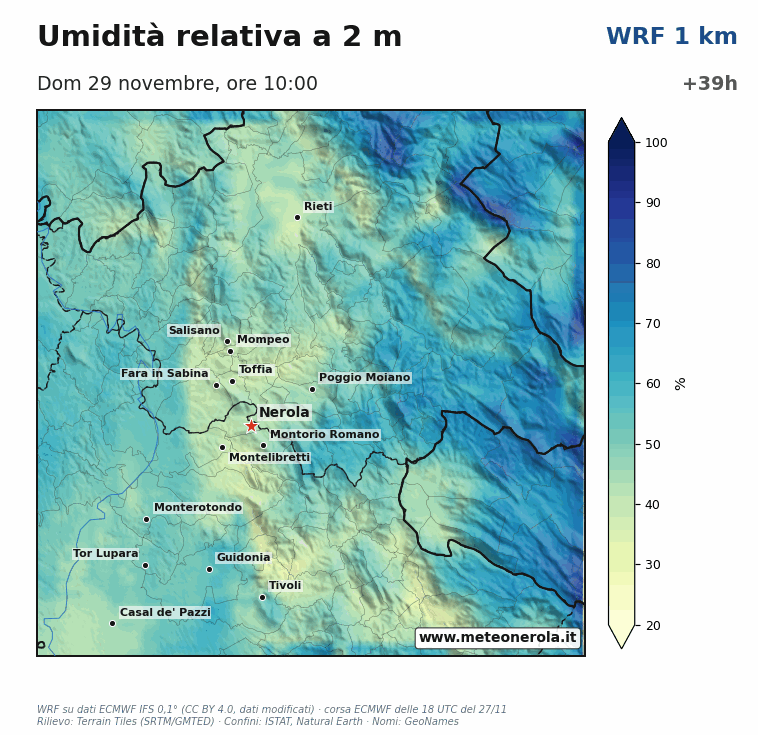 Umidità relativa a 2 m
WRF 1 km
Dom 29 novembre, ore 10:00
+39h
Rieti
Salisano
Mompeo
Fara in Sabina
Toffia
Poggio Moiano
Nerola
Montorio Romano
Montelibretti
Monterotondo
Tor Lupara
Guidonia
Tivoli
Casal de' Pazzi
www.meteonerola.it
100
90
80
70
60
50
40
30
20
%
WRF su dati ECMWF IFS 0,1° (CC BY 4.0, dati modificati) · corsa ECMWF delle 18 UTC del 27/11
Rilievo: Terrain Tiles (SRTM/GMTED) · Confini: ISTAT, Natural Earth · Nomi: GeoNames